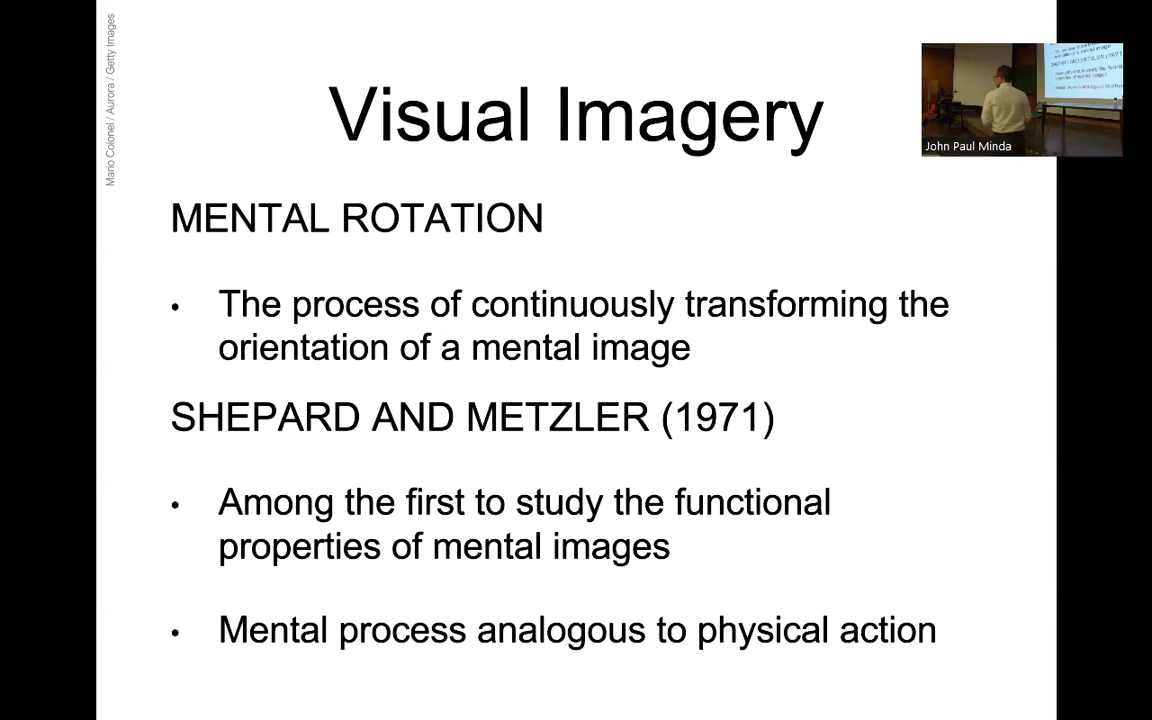 Mario Colonel / Aurora / Getty Images
Visual Imagery
John Paul Minda
MENTAL ROTATION
• The process of continuously transforming the
orientation of a mental image
SHEPARD AND METZLER (1971)
• Among the first to study the functional
properties of mental images
• Mental process analogous to physical action